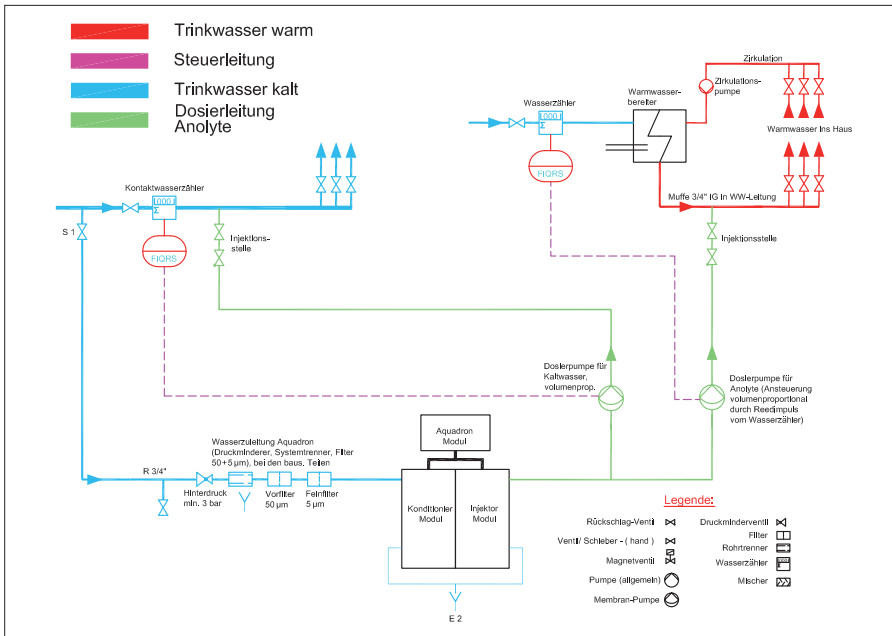 Trinkwasser warm
Steuerleitung
Trinkwasser kalt
Dosierleitung
Anolyte
Zirkulation
Zirkulations-
pumpe
Wasserzähler
Warmwasser-
bereiter
000
Σ
FIQRS
Warmwasser Ins Haus
Muffe 3/4" IG In WW-Leitung
Kontaktwasserzähler
000
Σ
S 1
FIQRS
Injektions-
stelle
Injektionsstelle
Dosierpumpe für
Kaltwasser,
volumenprop.
Dosierpumpe für
Anolyte (Ansteuerung
volumenproportional
durch Reedimpuls
vom Wasserzähler)
Aquadron
Modul
Wasserzuleitung Aquadron
(Druckminderer, Systemtrenner, Filter
50+5 µm), bei den baus. Teilen
R 3/4"
Hinterdruck
min. 3 bar
Vorfilter
50 µm
Feinfilter
5 µm
Konditionier
Modul
Injektor
Modul
E 2
Legende:
Rückschlag-Ventil
Ventil/ Schieber - ( hand )
Magnetventil
Pumpe (allgemein)
Membran-Pumpe
Druckminderventil
Filter
Rohrtrenner
Wasserzähler
Mischer